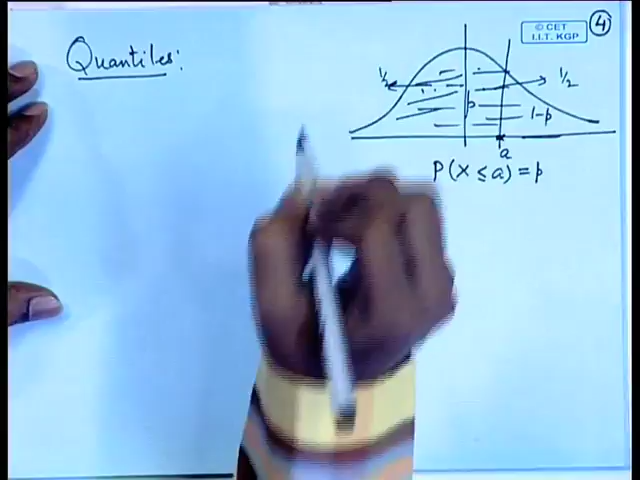 © CET
I.I.T. KGP
4
Quantiles:
1/2
1/2
p
1-p
a
P(X ≤ a) = p